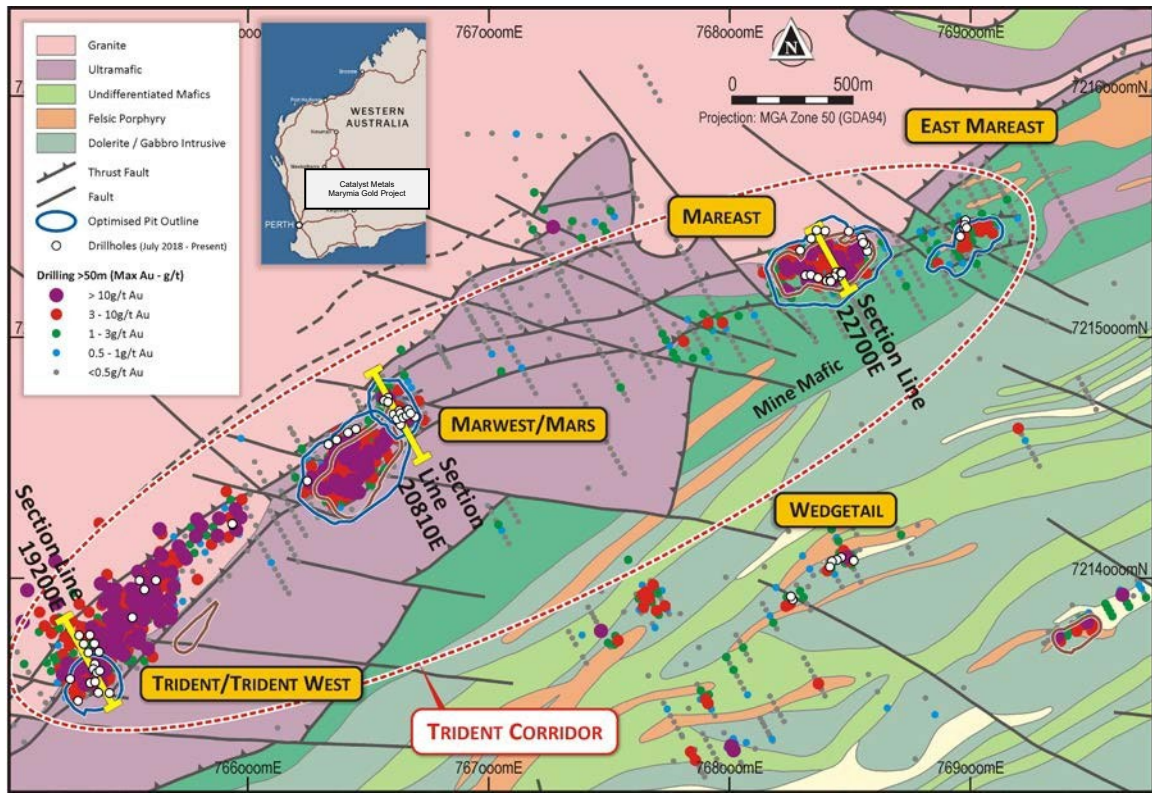 Granite
Ultramafic
Undifferentiated Mafics
Felsic Porphyry
Dolerite / Gabbro Intrusive
Thrust Fault
Fault
Optimised Pit Outline
Drillholes (July 2018 - Present)
Drilling >50m (Max Au - g/t)
> 10g/t Au
3 - 10g/t Au
1 - 3g/t Au
0.5 - 1g/t Au
<0.5g/t Au
WESTERN
AUSTRALIA
Catalyst Metals
Marymia Gold Project
PERTH
767000mE
768000mE
769000mE
N
0
500m
Projection: MGA Zone 50 (GDA94)
7216000mN
EAST MAREAST
MAREAST
7215000mN
Section Line
22700E
Mine Mafic
MARWEST/MARS
Section
Line
20810E
WEDGETAIL
7214000mN
Section Line
19200E
TRIDENT/TRIDENT WEST
TRIDENT CORRIDOR
766000mE
767000mE
768000mE
769000mE